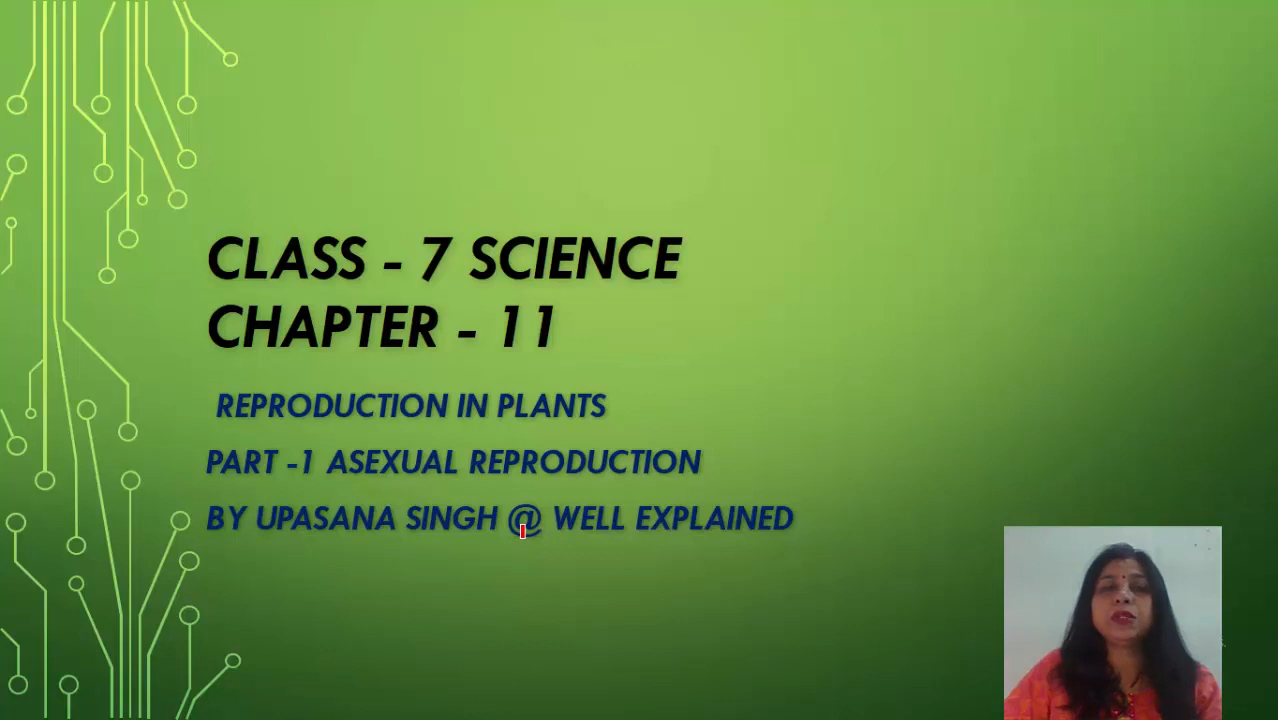 CLASS - 7 SCIENCE
CHAPTER - 11
REPRODUCTION IN PLANTS
PART -1 ASEXUAL REPRODUCTION
BY UPASANA SINGH @ WELL EXPLAINED